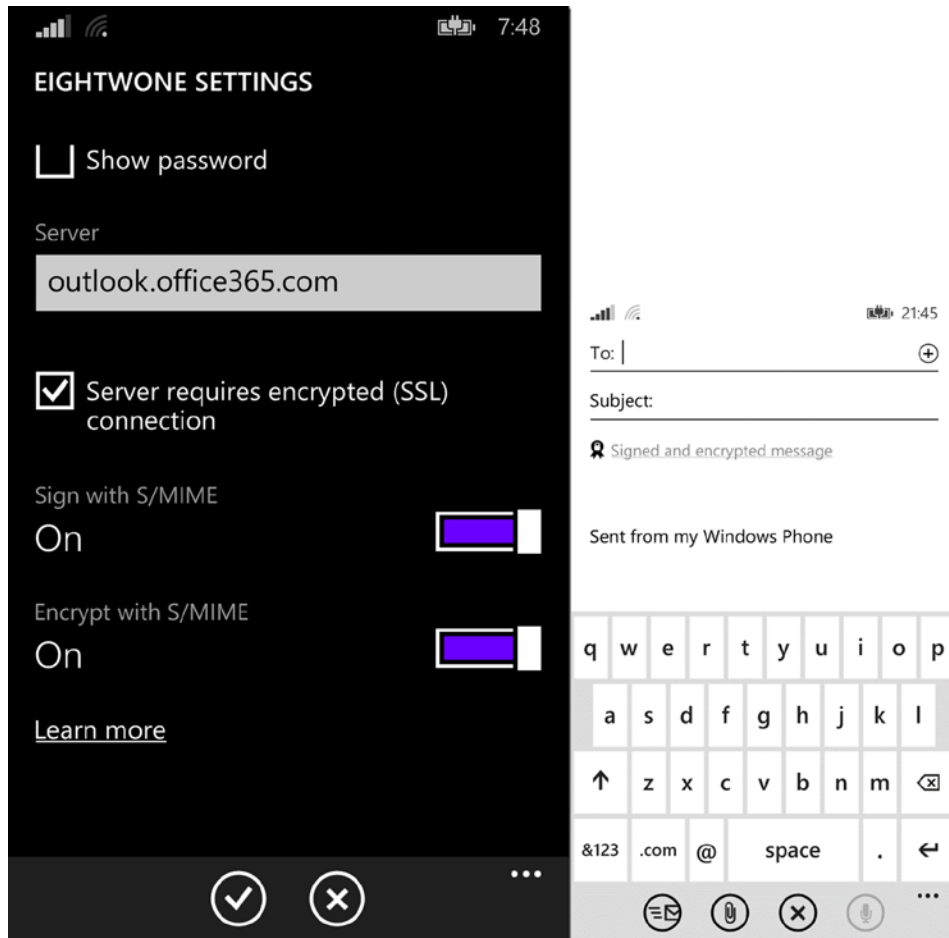 7:48
EIGHTWONE SETTINGS
Show password
Server
outlook.office365.com
Server requires encrypted (SSL)
connection
Sign with S/MIME
On
Encrypt with S/MIME
On
Learn more
21:45
To:
Subject:
Signed and encrypted message
Sent from my Windows Phone
q w e r t y u i o p
a s d f g h j k l
z x c v b n m
&123 .com @ space .